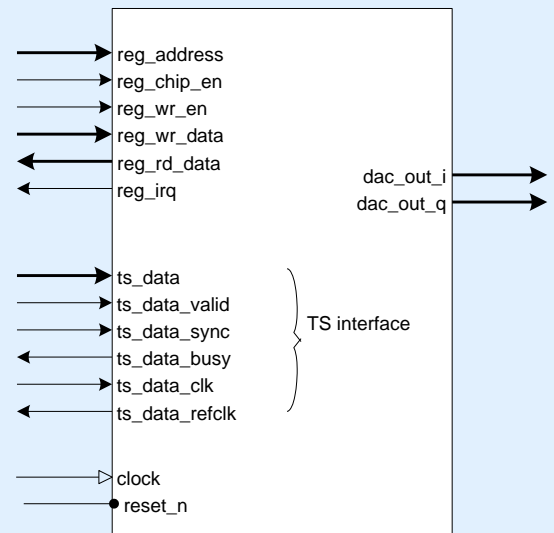 reg_address
reg_chip_en
reg_wr_en
reg_wr_data
reg_rd_data
reg_irq
dac_out_i
dac_out_q
ts_data
ts_data_valid
ts_data_sync
TS interface
ts_data_busy
ts_data_clk
ts_data_refclk
clock
reset_n